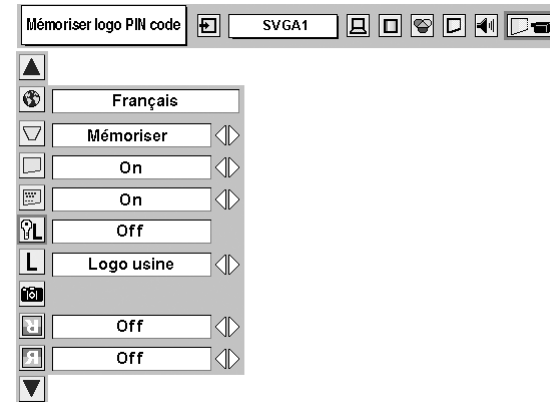 Mémoriser logo PIN code SVGA1
Français
Mémoriser
On
On
L Off
L Logo usine
Off
Off